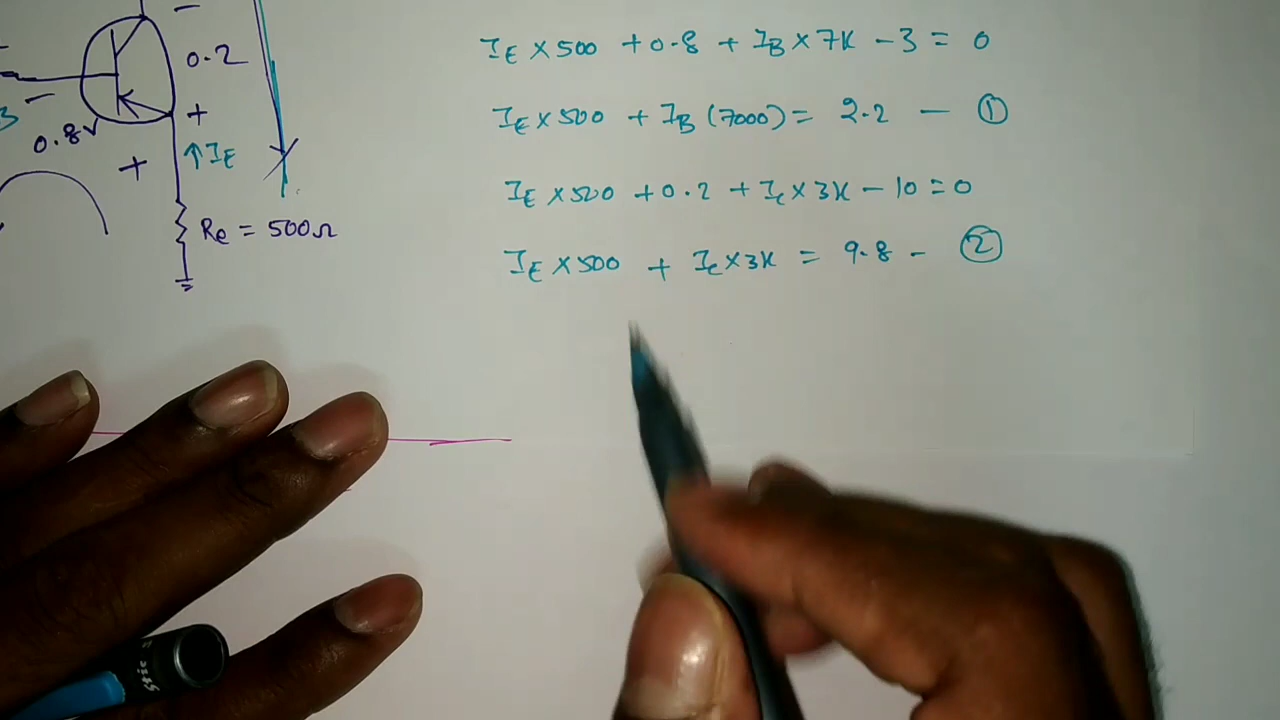 0.2
0.8V
↑IE
Re = 500Ω
IE × 500 + 0.8 + IB × 7K - 3 = 0
IE × 500 + IB (7000) = 2.2 — ①
IE × 500 + 0.2 + Ic × 3K - 10 = 0
IE × 500 + Ic × 3K = 9.8 - ②